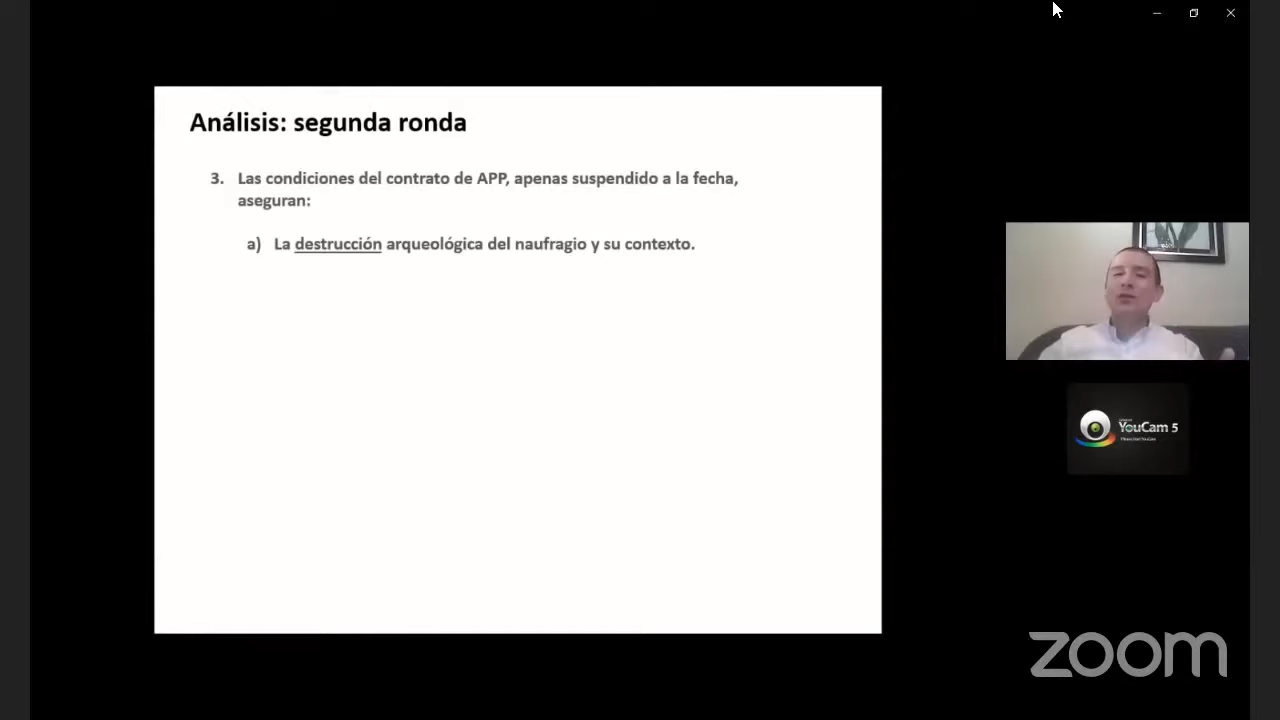 Análisis: segunda ronda
3. Las condiciones del contrato de APP, apenas suspendido a la fecha,
aseguran:
a) La destrucción arqueológica del naufragio y su contexto.
YouCam 5
zoom